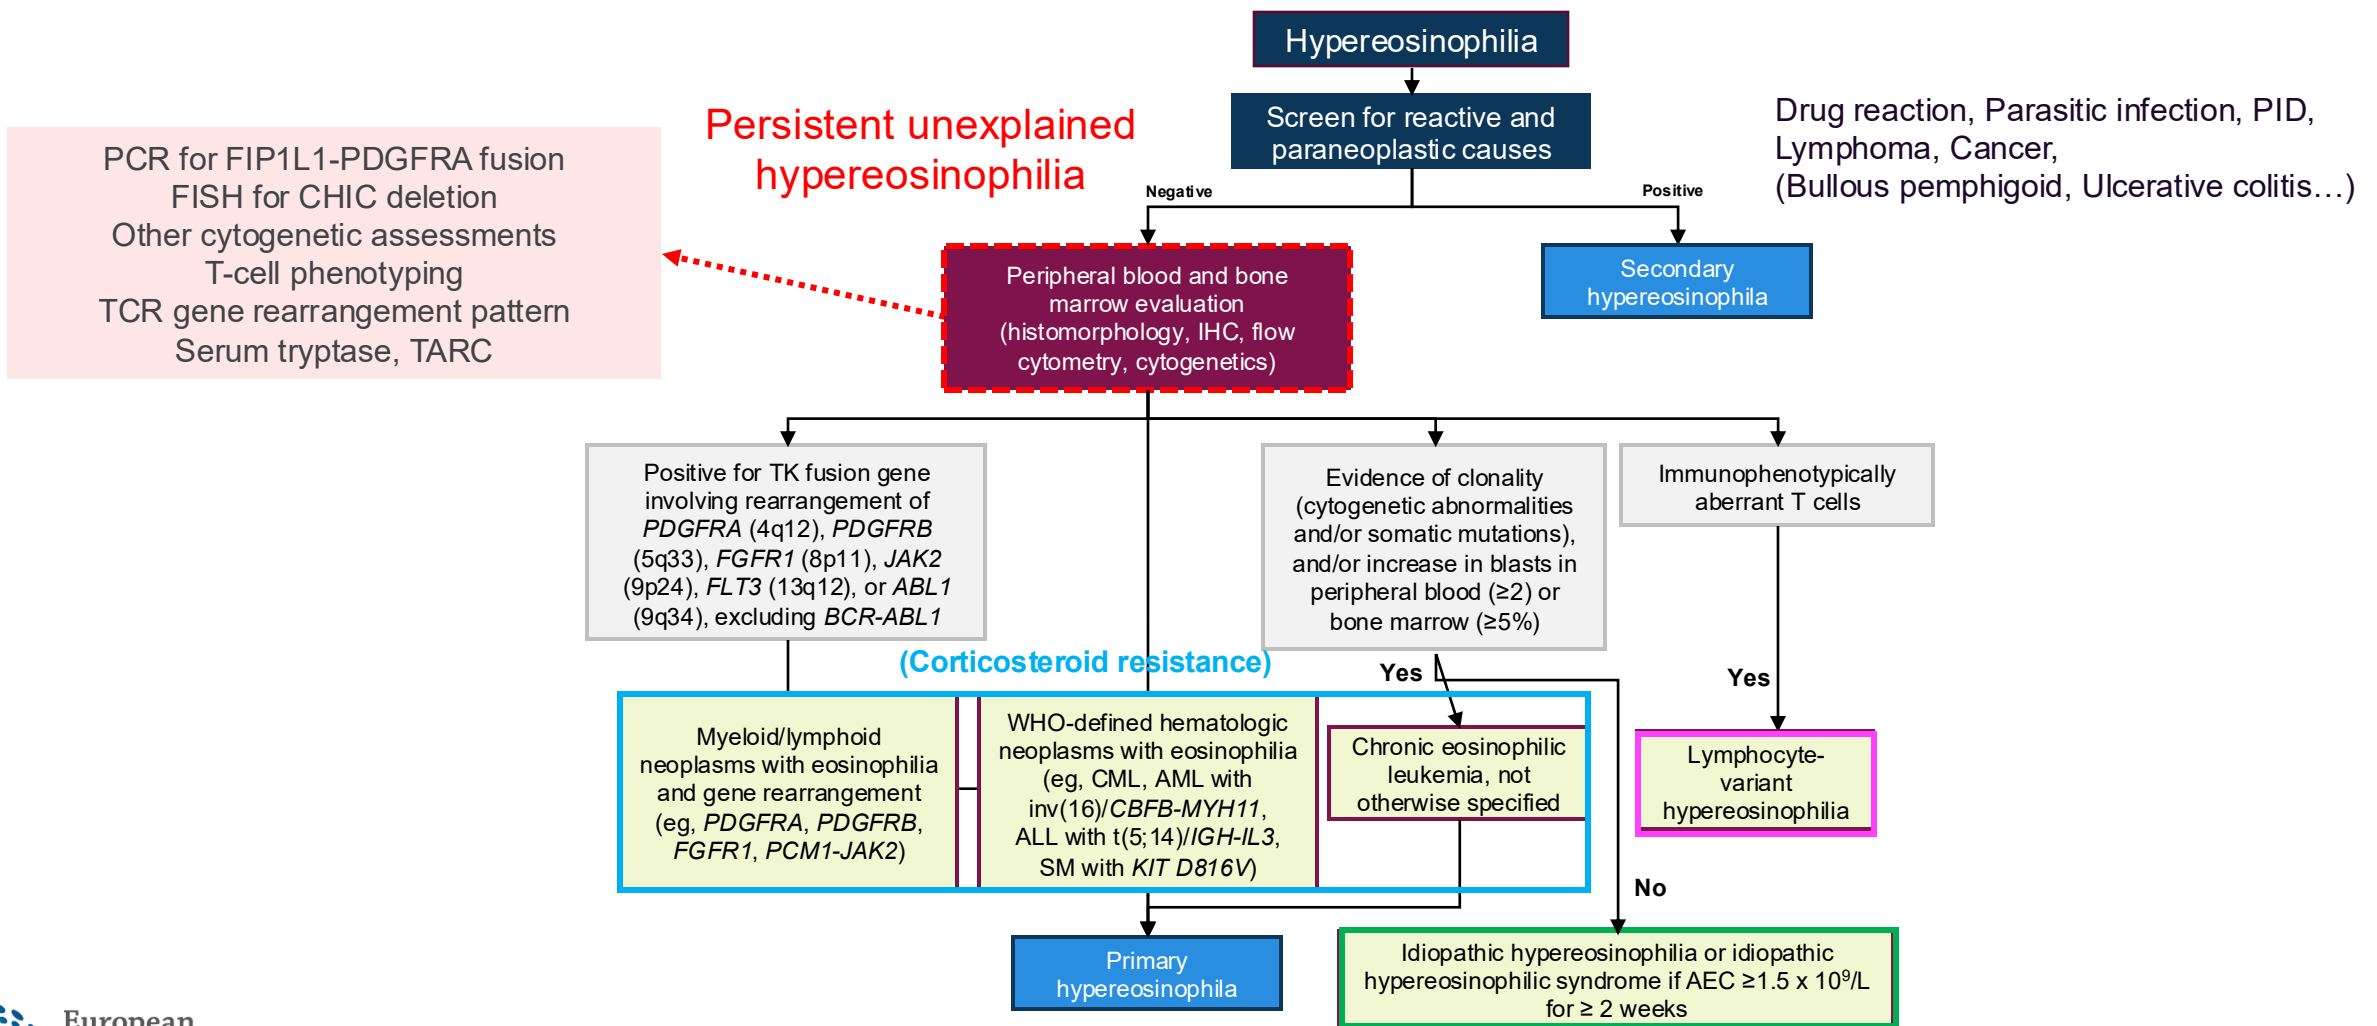 Hypereosinophilia
Screen for reactive and
paraneoplastic causes
Drug reaction, Parasitic infection, PID,
Lymphoma, Cancer,
(Bullous pemphigoid, Ulcerative colitis…)
Persistent unexplained
hypereosinophilia
PCR for FIP1L1-PDGFRA fusion
FISH for CHIC deletion
Other cytogenetic assessments
T-cell phenotyping
TCR gene rearrangement pattern
Serum tryptase, TARC
Negative
Positive
Peripheral blood and bone
marrow evaluation
(histomorphology, IHC, flow
cytometry, cytogenetics)
Secondary
hypereosinophila
Positive for TK fusion gene
involving rearrangement of
PDGFRA (4q12), PDGFRB
(5q33), FGFR1 (8p11), JAK2
(9p24), FLT3 (13q12), or ABL1
(9q34), excluding BCR-ABL1
Evidence of clonality
(cytogenetic abnormalities
and/or somatic mutations),
and/or increase in blasts in
peripheral blood (≥2) or
bone marrow (≥5%)
Immunophenotypically
aberrant T cells
(Corticosteroid resistance)
Yes
Yes
Myeloid/lymphoid
neoplasms with eosinophilia
and gene rearrangement
(eg, PDGFRA, PDGFRB,
FGFR1, PCM1-JAK2)
WHO-defined hematologic
neoplasms with eosinophilia
(eg, CML, AML with
inv(16)/CBFB-MYH11,
ALL with t(5;14)/IGH-IL3,
SM with KIT D816V)
Chronic eosinophilic
leukemia, not
otherwise specified
Lymphocyte-
variant
hypereosinophilia
No
Primary
hypereosinophila
Idiopathic hypereosinophilia or idiopathic
hypereosinophilic syndrome if AEC ≥1.5 x 10⁹/L
for ≥ 2 weeks
European